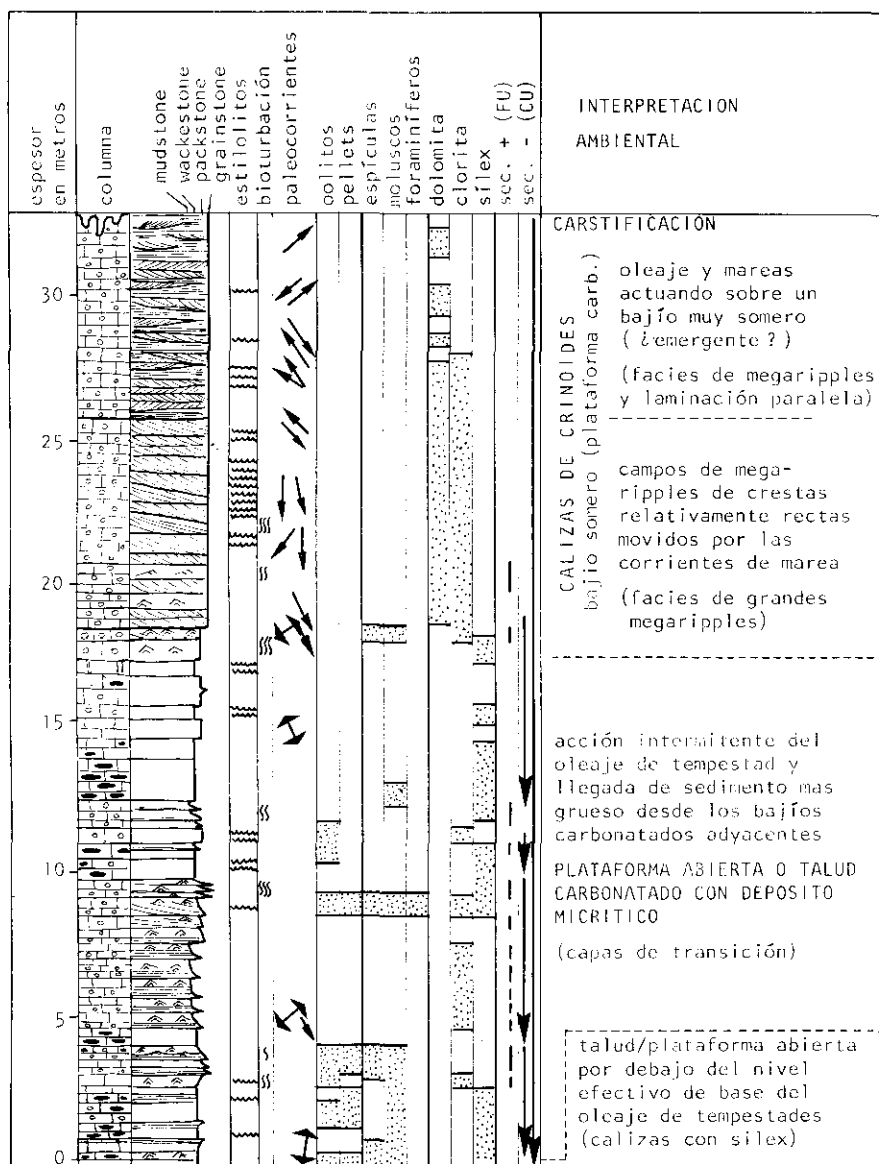 espesor
en metros
columna
mudstone
wackestone
packstone
grainstone
estilolitos
bioturbación
paleocorrientes
oolitos
pellets
espículas
moluscos
foraminíferos
dolomita
clorita
sílex
sec. + (FU)
sec. - (CU)
INTERPRETACION
AMBIENTAL
30
25
20
15
10
5
0
CARSTIFICACIÓN
CALIZAS DE CRINOIDES
bajío somero (plataforma carb.)
oleaje y mareas
actuando sobre un
bajío muy somero
(¿emergente?)
(facies de megaripples
y laminación paralela)
campos de mega-
ripples de crestas
relativamente rectas
movidos por las
corrientes de marea
(facies de grandes
megaripples)
acción intermitente del
oleaje de tempestad y
llegada de sedimento mas
grueso desde los bajíos
carbonatados adyacentes
PLATAFORMA ABIERTA O TALUD
CARBONATADO CON DEPOSITO
MICRITICO
(capas de transición)
talud/plataforma abierta
por debajo del nivel
efectivo de base del
oleaje de tempestades
(calizas con silex)